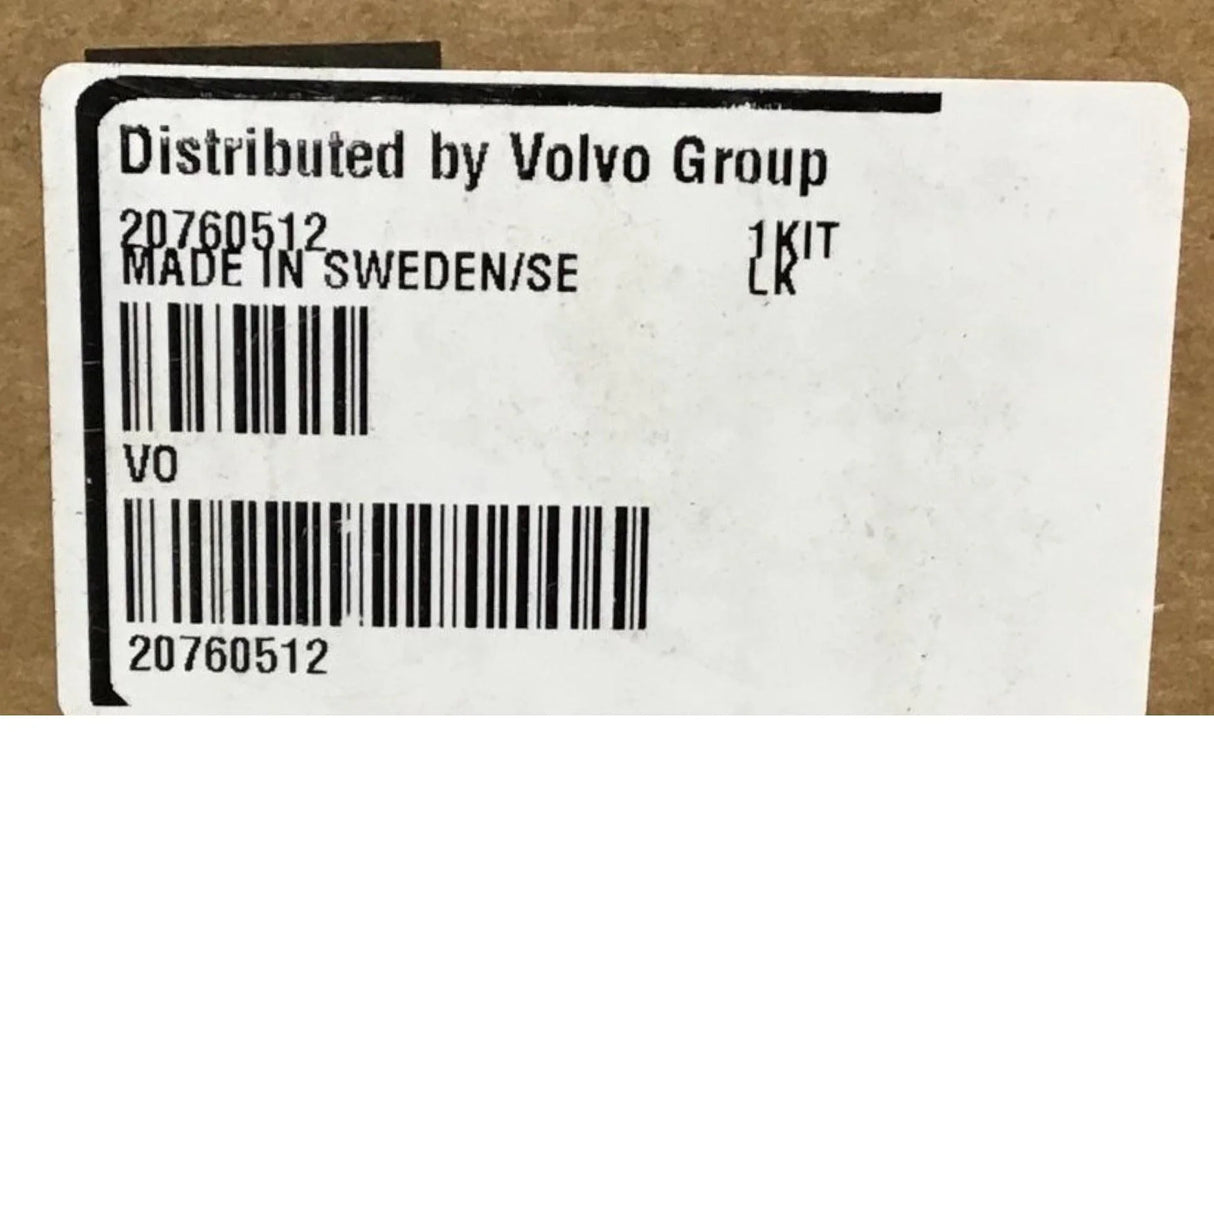 Distributed by Volvo Group
20760512 1KIT
MADE IN SWEDEN/SE LK
VO
20760512